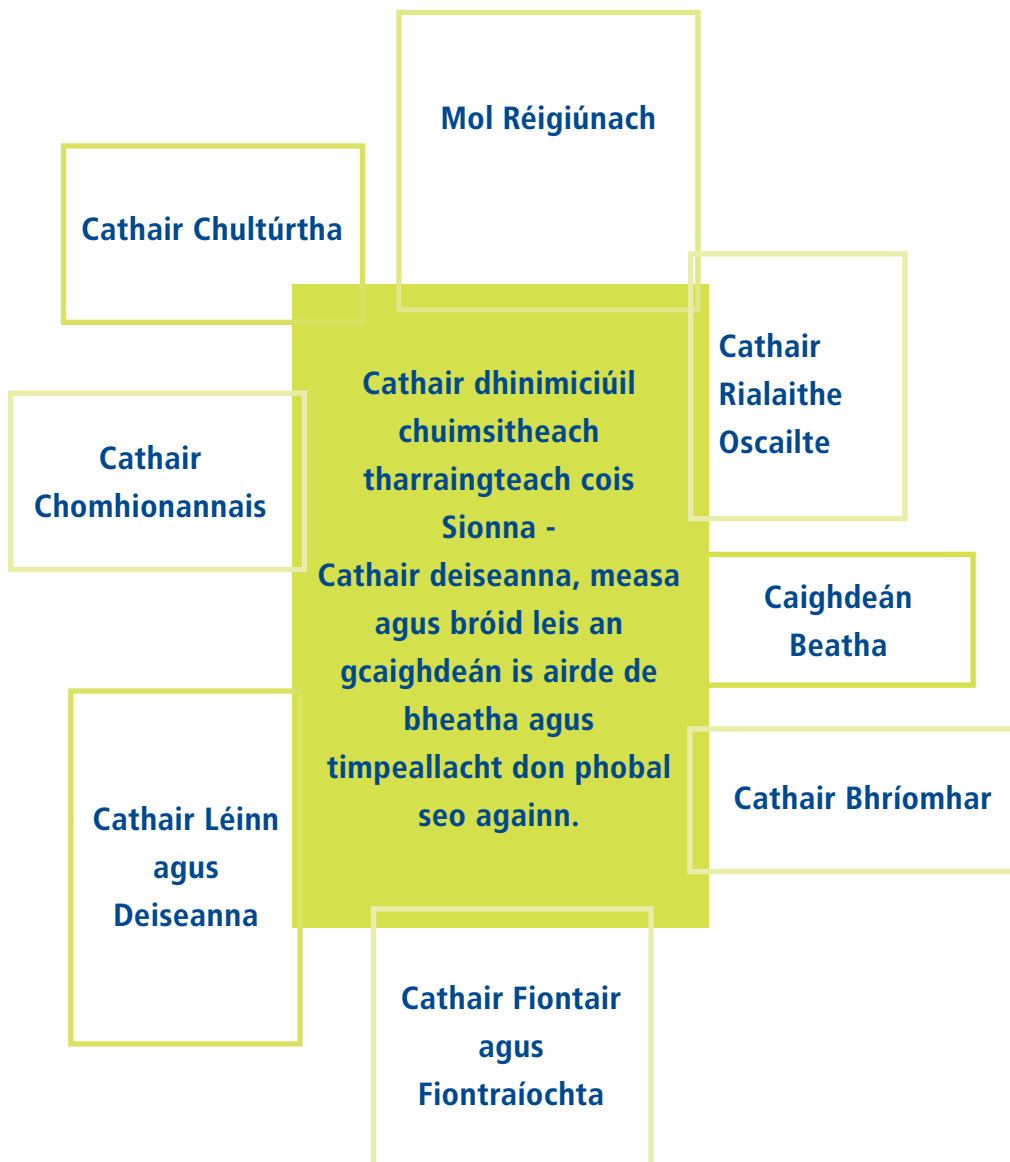 Mol Réigiúnach
Cathair Chultúrtha
Cathair
Rialaithe
Oscailte
Cathair dhinimiciúil
chuimsitheach
tharraingteach cois
Sionna -
Cathair deiseanna, measa
agus bróid leis an
gcaighdeán is airde de
bheatha agus
timpeallacht don phobal
seo againn.
Cathair
Chomhionannais
Caighdeán
Beatha
Cathair Bhríomhar
Cathair Léinn
agus
Deiseanna
Cathair Fiontair
agus
Fiontraíochta